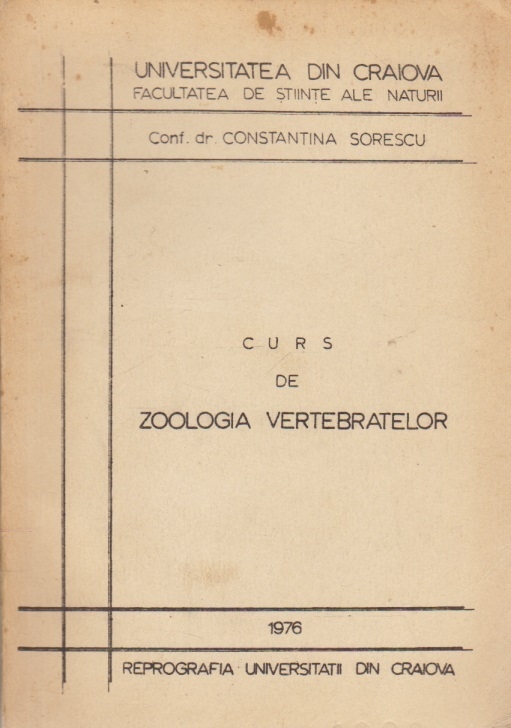 UNIVERSITATEA DIN CRAIOVA
FACULTATEA DE ȘTIINȚE ALE NATURII
Conf. dr. CONSTANTINA SORESCU
CURS
DE
ZOOLOGIA VERTEBRATELOR
1976
REPROGRAFIA UNIVERSITATII DIN CRAIOVA